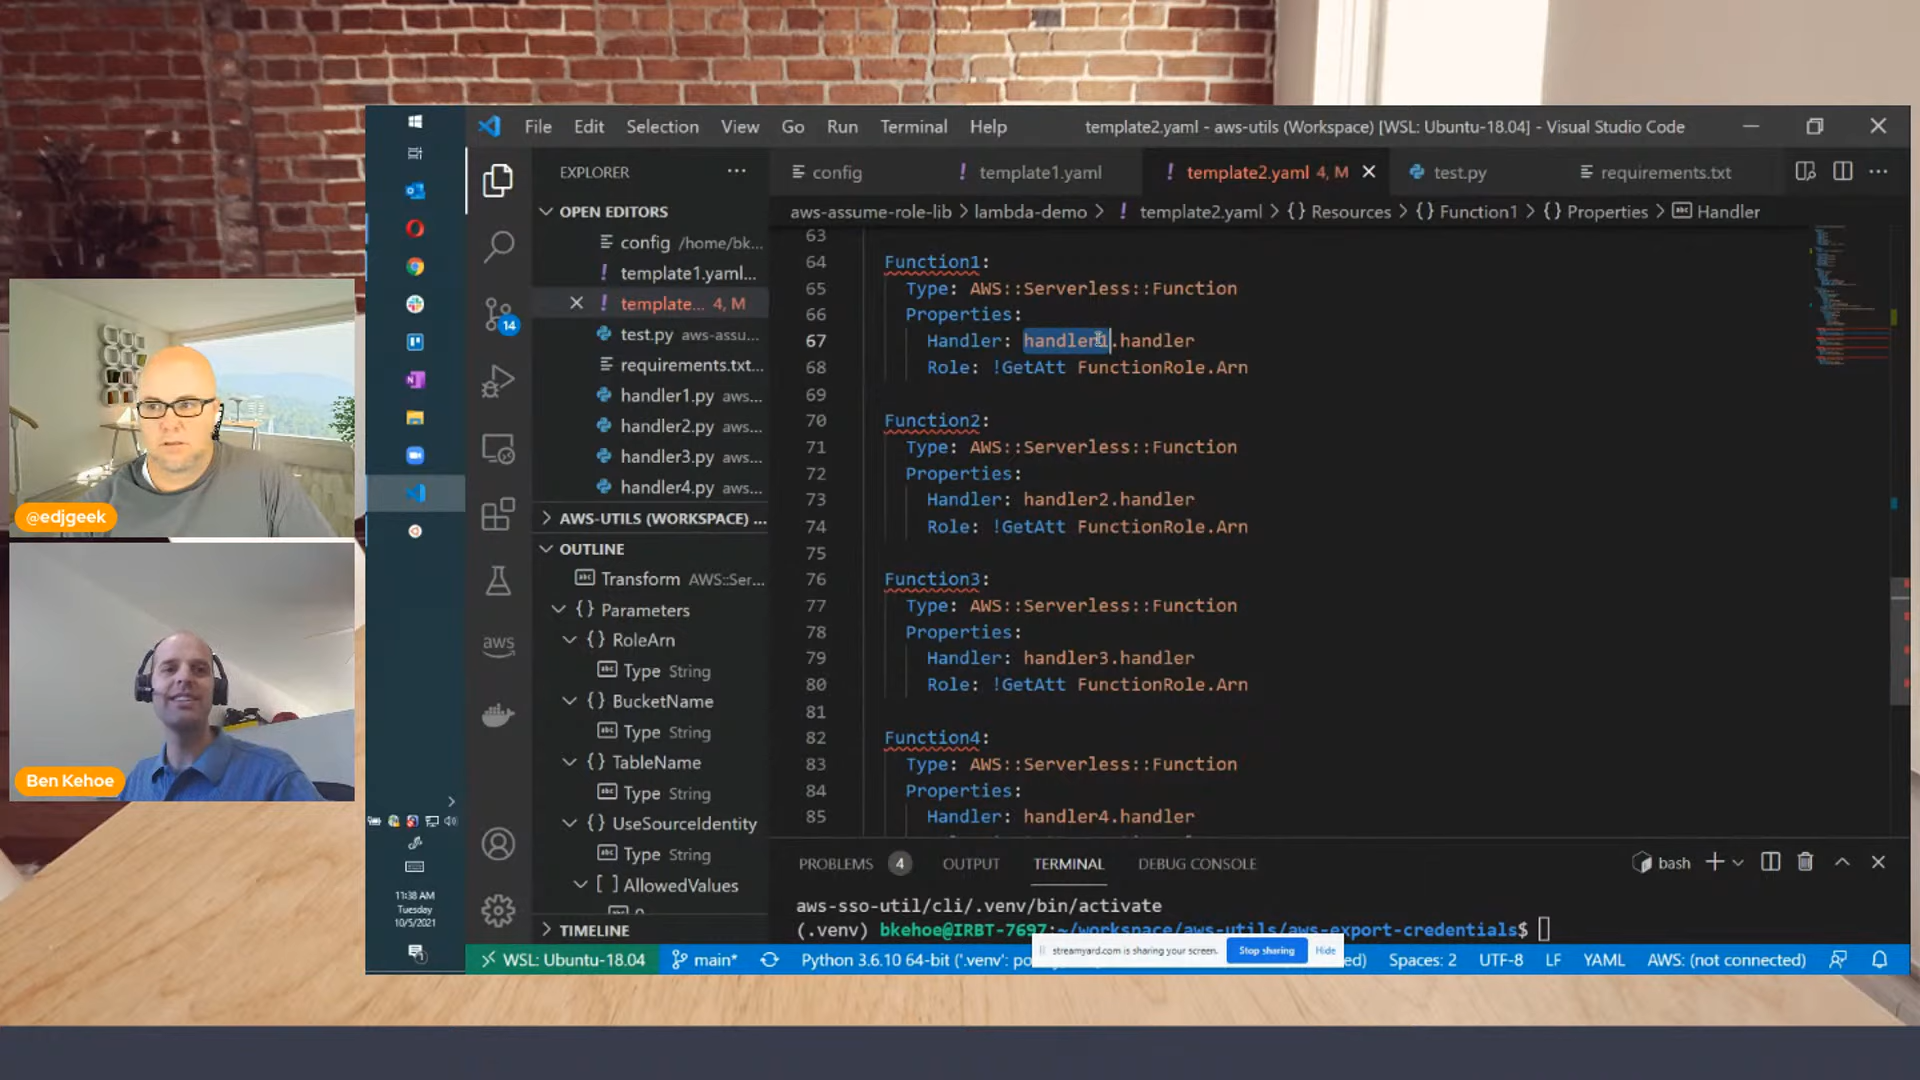 File Edit Selection View Go Run Terminal Help
template2.yaml - aws-utils (Workspace) [WSL: Ubuntu-18.04] - Visual Studio Code
EXPLORER
config
template1.yaml
template2.yaml 4, M
test.py
requirements.txt
aws-assume-role-lib > lambda-demo > ! template2.yaml > {} Resources > {} Function1 > {} Properties > Handler
OPEN EDITORS
config /home/bk...
! template1.yaml...
! template... 4, M
test.py aws-assu...
requirements.txt...
handler1.py aws...
handler2.py aws...
handler3.py aws...
handler4.py aws...
AWS-UTILS (WORKSPACE) ...
OUTLINE
Transform AWS::Ser...
{} Parameters
{} RoleArn
Type String
{} BucketName
Type String
{} TableName
Type String
{} UseSourceIdentity
Type String
[ ] AllowedValues
TIMELINE
14
aws
63
64 Function1:
65 Type: AWS::Serverless::Function
66 Properties:
67 Handler: handler1.handler
68 Role: !GetAtt FunctionRole.Arn
69
70 Function2:
71 Type: AWS::Serverless::Function
72 Properties:
73 Handler: handler2.handler
74 Role: !GetAtt FunctionRole.Arn
75
76 Function3:
77 Type: AWS::Serverless::Function
78 Properties:
79 Handler: handler3.handler
80 Role: !GetAtt FunctionRole.Arn
81
82 Function4:
83 Type: AWS::Serverless::Function
84 Properties:
85 Handler: handler4.handler
PROBLEMS 4 OUTPUT TERMINAL DEBUG CONSOLE
bash
aws-sso-util/cli/.venv/bin/activate
(.venv) bkehoe@IRBT-7697:~/workspace/aws-utils/aws-export-credentials$
streamyard.com is sharing your screen. Stop sharing Hide
WSL: Ubuntu-18.04 main* Python 3.6.10 64-bit ('.venv': po
Spaces: 2 UTF-8 LF YAML AWS: (not connected)
11:38 AM
Tuesday
10/5/2021
@edjgeek
Ben Kehoe